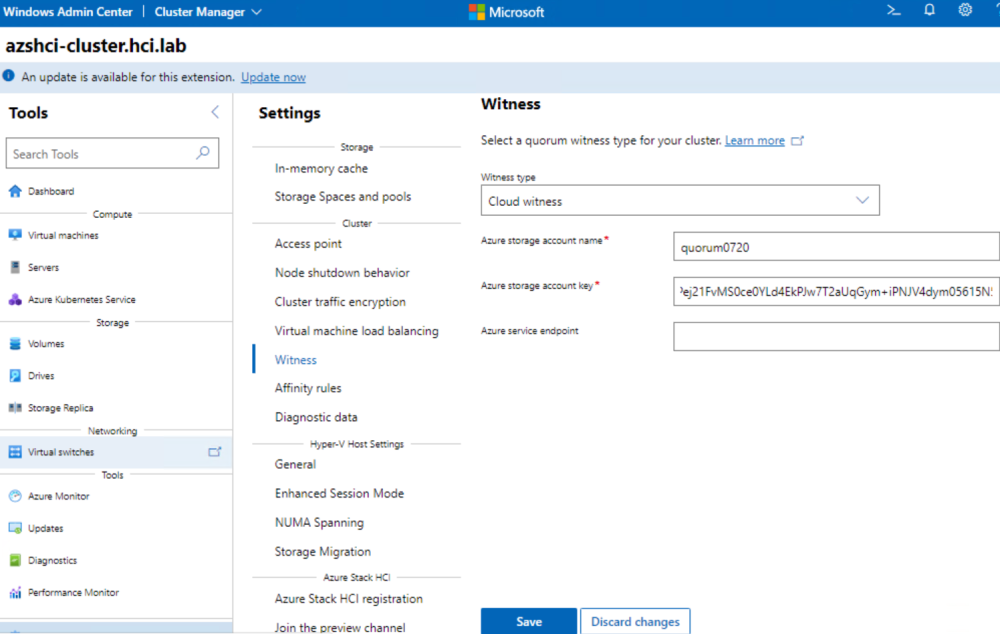 Windows Admin Center | Cluster Manager
Microsoft
azshci-cluster.hci.lab
An update is available for this extension. Update now
Tools
Search Tools
Dashboard
Compute
Virtual machines
Servers
Azure Kubernetes Service
Storage
Volumes
Drives
Storage Replica
Networking
Virtual switches
Tools
Azure Monitor
Updates
Diagnostics
Performance Monitor
Settings
Storage
In-memory cache
Storage Spaces and pools
Cluster
Access point
Node shutdown behavior
Cluster traffic encryption
Virtual machine load balancing
Witness
Affinity rules
Diagnostic data
Hyper-V Host Settings
General
Enhanced Session Mode
NUMA Spanning
Storage Migration
Azure Stack HCI
Azure Stack HCI registration
Join the preview channel
Witness
Select a quorum witness type for your cluster. Learn more
Witness type
Cloud witness
Azure storage account name*
quorum0720
Azure storage account key*
Azure service endpoint
Save
Discard changes